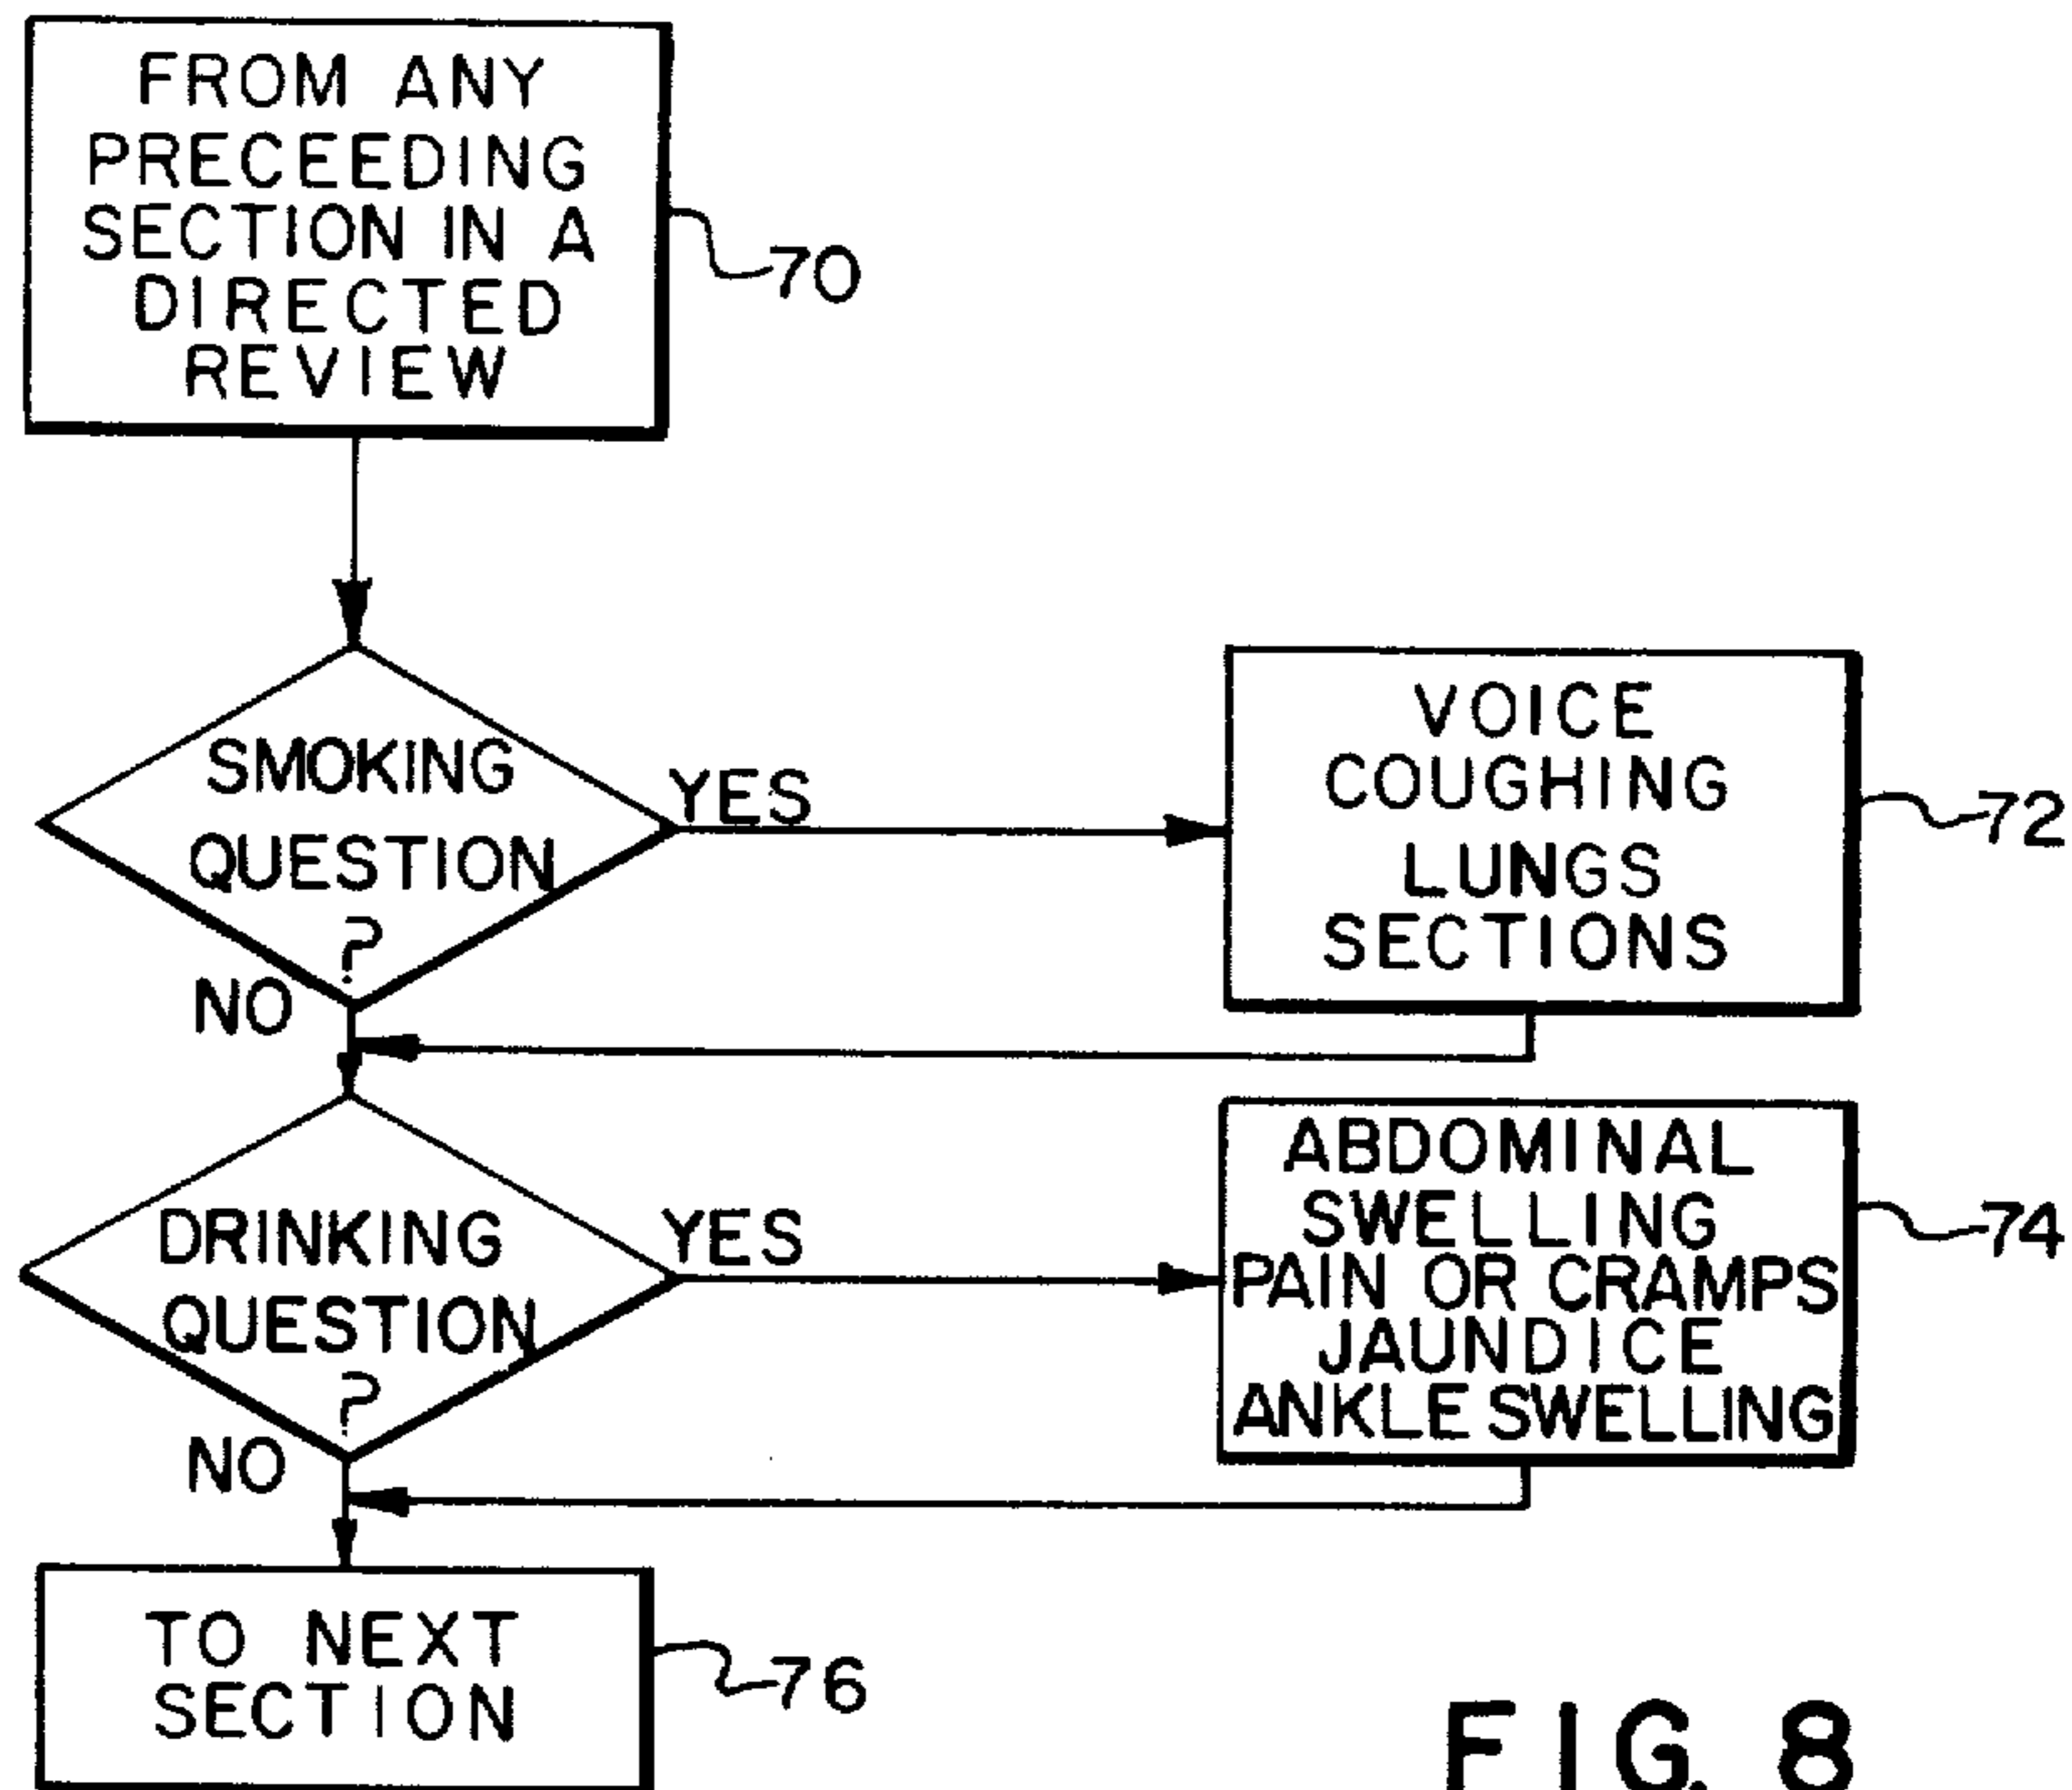 FROM ANY
PRECEEDING
SECTION IN A
DIRECTED
REVIEW
70
SMOKING
QUESTION
?
YES
NO
VOICE
COUGHING
LUNGS
SECTIONS
72
DRINKING
QUESTION
?
YES
NO
ABDOMINAL
SWELLING
PAIN OR CRAMPS
JAUNDICE
ANKLE SWELLING
74
TO NEXT
SECTION
76
FIG. 8